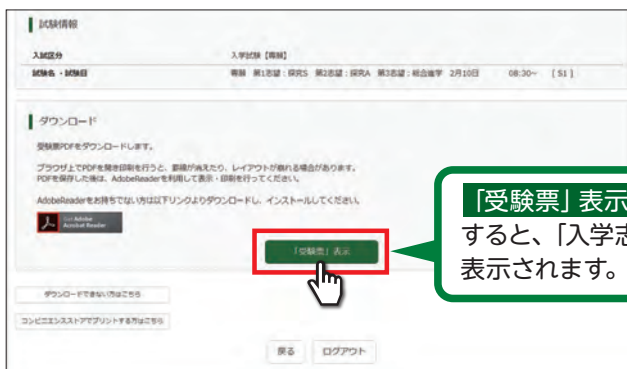 試験情報
入試区分 入学試験【専願】
試験名・試験日 専願 第1志望：探究S 第2志望：探究A 第3志望：総合進学 2月10日 08:30~ [S1]
ダウンロード
受験票PDFをダウンロードします。
ブラウザ上でPDFを開き印刷を行うと、罫線が消えたり、レイアウトが崩れる場合があります。
PDFを保存した後は、AdobeReaderを利用して表示・印刷を行ってください。
AdobeReaderをお持ちでない方は以下リンクよりダウンロードし、インストールしてください。
Get Adobe
Acrobat Reader
「受験票」表示
「受験票」表示
すると、「入学志
表示されます。
ダウンロードできない方はこちら
コンビニエンスストアでプリントする方はこちら
戻る ログアウト